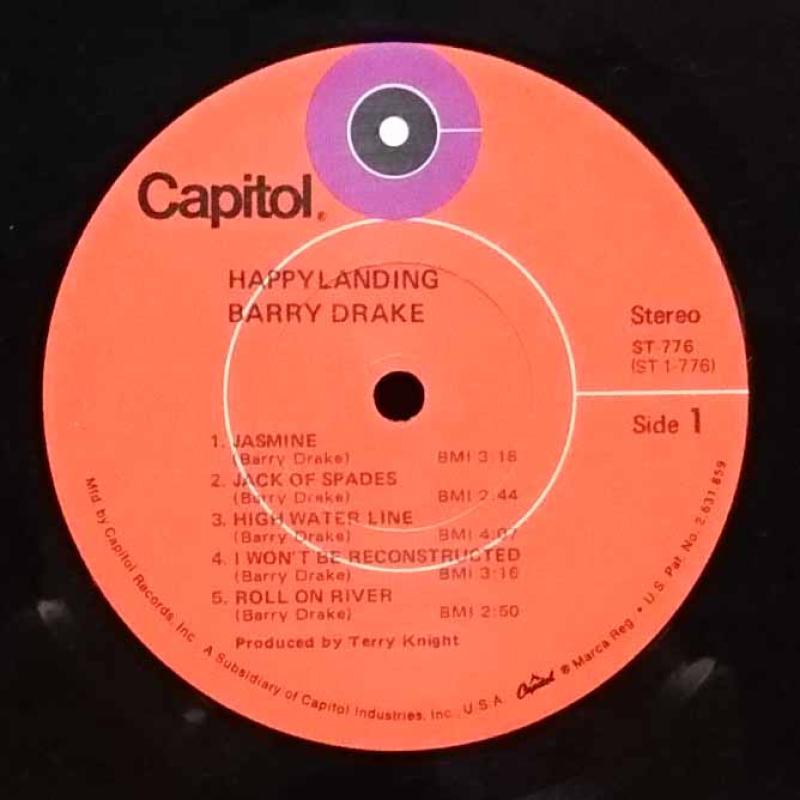 Capitol®
HAPPYLANDING
BARRY DRAKE
Stereo
ST-776
(ST 1-776)
Side 1
1. JASMINE
(Barry Drake) BMI 3:18
2. JACK OF SPADES
(Barry Drake) BMI 2:44
3. HIGH WATER LINE
(Barry Drake) BMI 4:07
4. I WON'T BE RECONSTRUCTED
(Barry Drake) BMI 3:16
5. ROLL ON RIVER
(Barry Drake) BMI 2:50
Produced by Terry Knight
Mfd by Capitol Records, Inc. A Subsidiary of Capitol Industries, Inc., U.S.A. Capitol ® Marca Reg. • U.S. Pat. No. 2,631,859